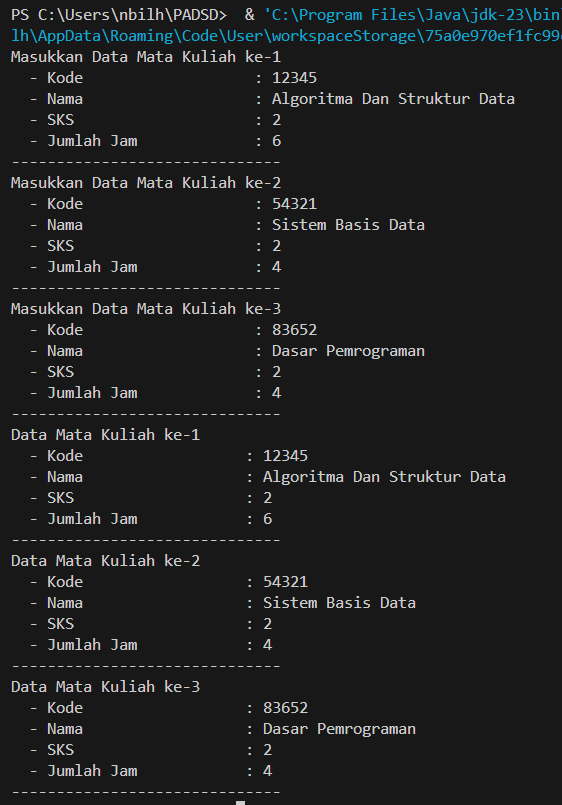 PS C:\Users\nbilh\PADSD>  & 'C:\Program Files\Java\jdk-23\bin
lh\AppData\Roaming\Code\User\workspaceStorage\75a0e970ef1fc99
Masukkan Data Mata Kuliah ke-1
  - Kode                   : 12345
  - Nama                   : Algoritma Dan Struktur Data
  - SKS                    : 2
  - Jumlah Jam             : 6
------------------------------
Masukkan Data Mata Kuliah ke-2
  - Kode                   : 54321
  - Nama                   : Sistem Basis Data
  - SKS                    : 2
  - Jumlah Jam             : 4
------------------------------
Masukkan Data Mata Kuliah ke-3
  - Kode                   : 83652
  - Nama                   : Dasar Pemrograman
  - SKS                    : 2
  - Jumlah Jam             : 4
------------------------------
Data Mata Kuliah ke-1
  - Kode                  : 12345
  - Nama                  : Algoritma Dan Struktur Data
  - SKS                   : 2
  - Jumlah Jam            : 6
------------------------------
Data Mata Kuliah ke-2
  - Kode                  : 54321
  - Nama                  : Sistem Basis Data
  - SKS                   : 2
  - Jumlah Jam            : 4
------------------------------
Data Mata Kuliah ke-3
  - Kode                  : 83652
  - Nama                  : Dasar Pemrograman
  - SKS                   : 2
  - Jumlah Jam            : 4
------------------------------